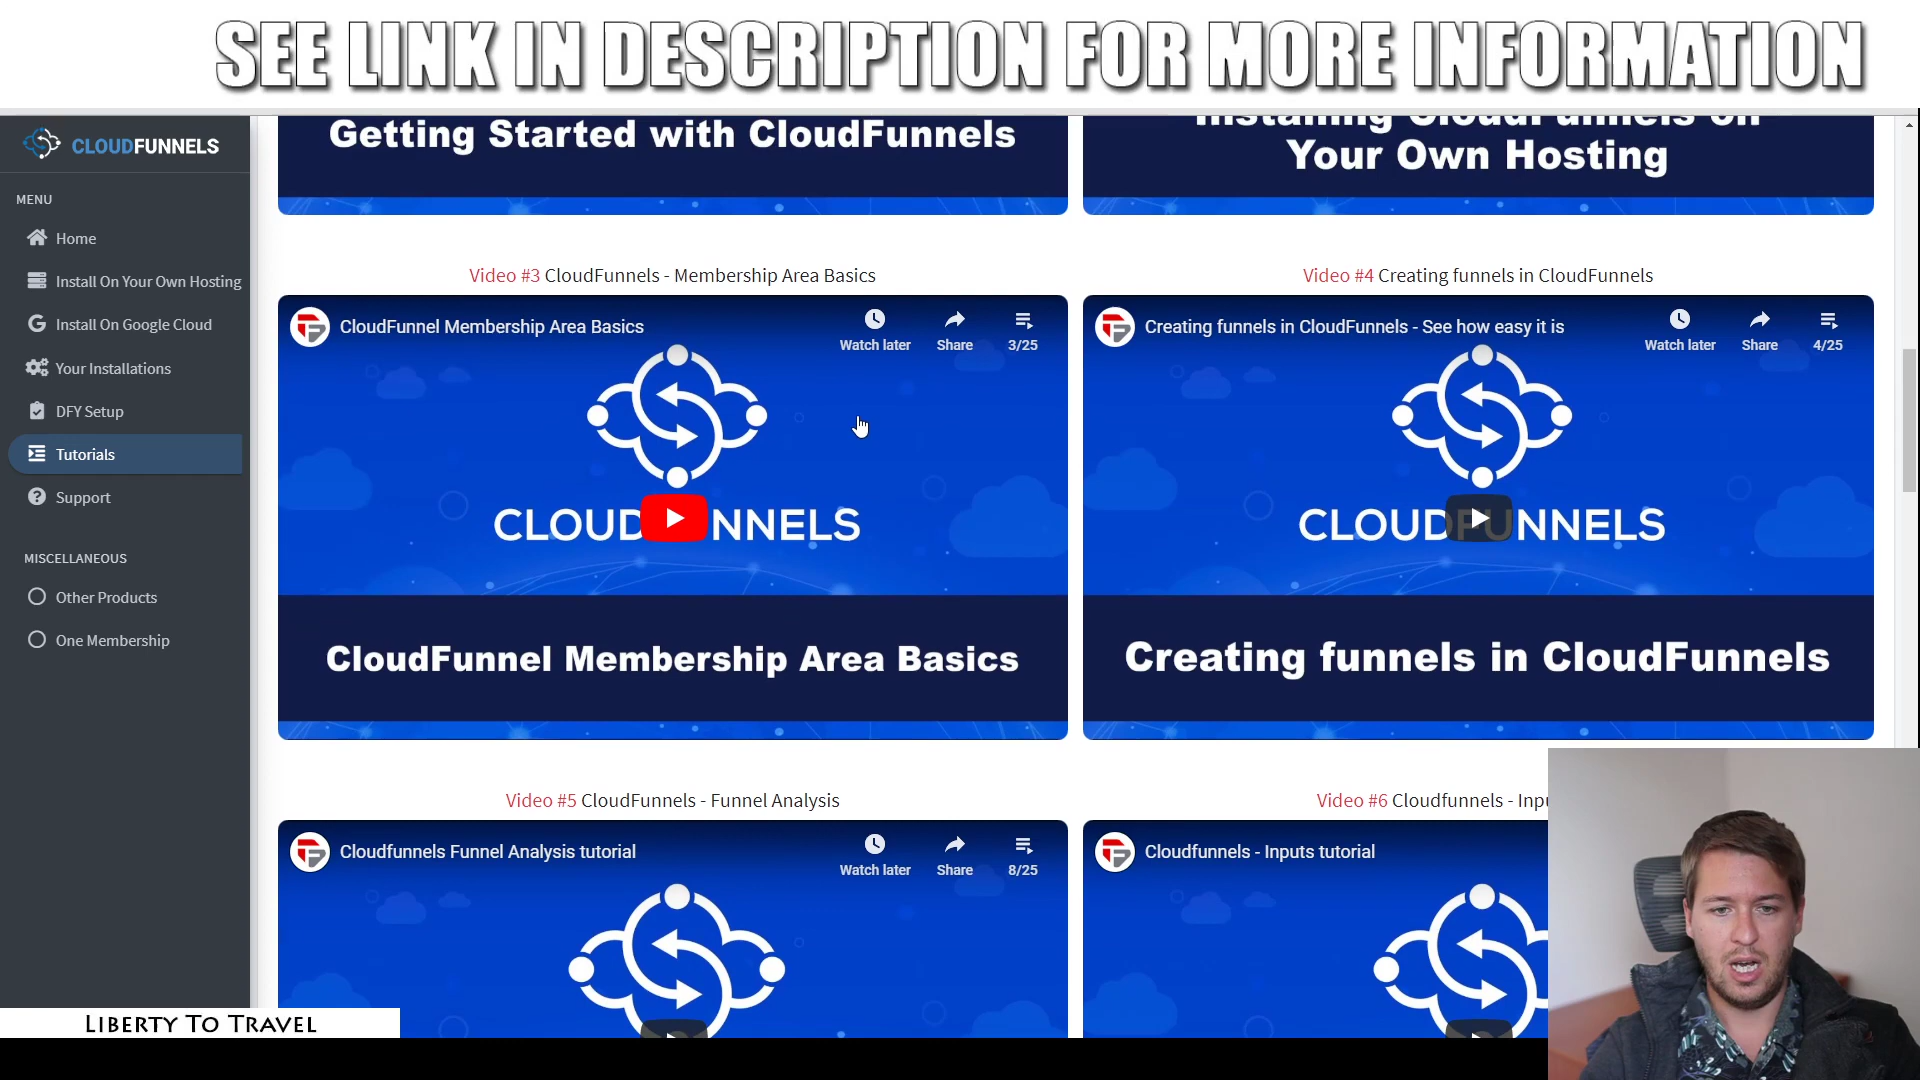 SEE LINK IN DESCRIPTION FOR MORE INFORMATION
CLOUDFUNNELS
MENU
Home
Install On Your Own Hosting
Install On Google Cloud
Your Installations
DFY Setup
Tutorials
Support
MISCELLANEOUS
Other Products
One Membership
Getting Started with CloudFunnels
Installing CloudFunnels on
Your Own Hosting
Video #3 CloudFunnels - Membership Area Basics
CloudFunnel Membership Area Basics
Watch later
Share
3/25
CLOUDFUNNELS
CloudFunnel Membership Area Basics
Video #4 Creating funnels in CloudFunnels
Creating funnels in CloudFunnels - See how easy it is
Watch later
Share
4/25
CLOUDFUNNELS
Creating funnels in CloudFunnels
Video #5 CloudFunnels - Funnel Analysis
Cloudfunnels Funnel Analysis tutorial
Watch later
Share
8/25
Video #6 Cloudfunnels -
Cloudfunnels - Inputs tutorial
LIBERTY TO TRAVEL